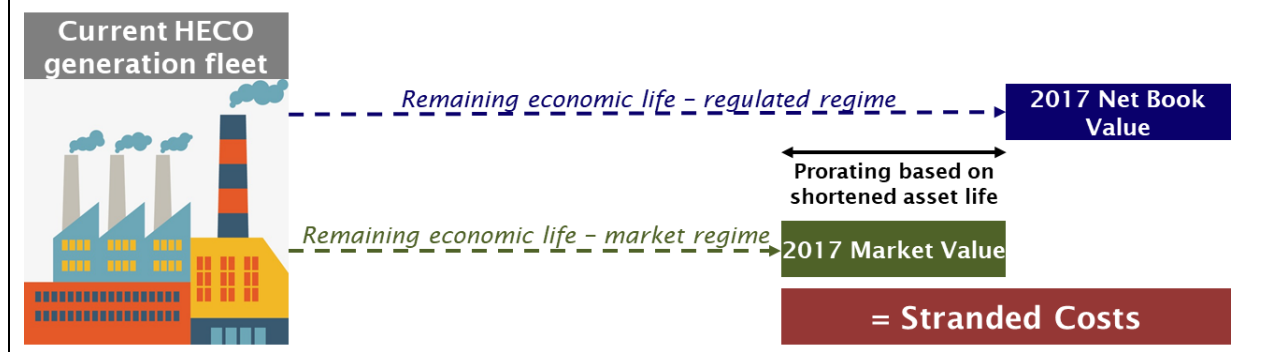 Current HECO
generation fleet
Remaining economic life – regulated regime
2017 Net Book
Value
Prorating based on
shortened asset life
Remaining economic life – market regime
2017 Market Value
= Stranded Costs